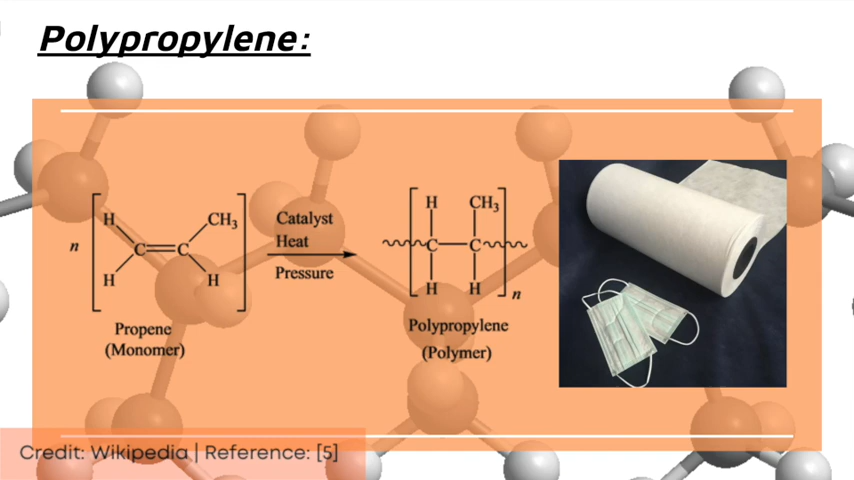 Polypropylene:
n
H
CH3
C
C
H
H
Catalyst
Heat
Pressure
H
CH3
C
C
H
H
n
Propene
(Monomer)
Polypropylene
(Polymer)
Credit: Wikipedia | Reference: [5]